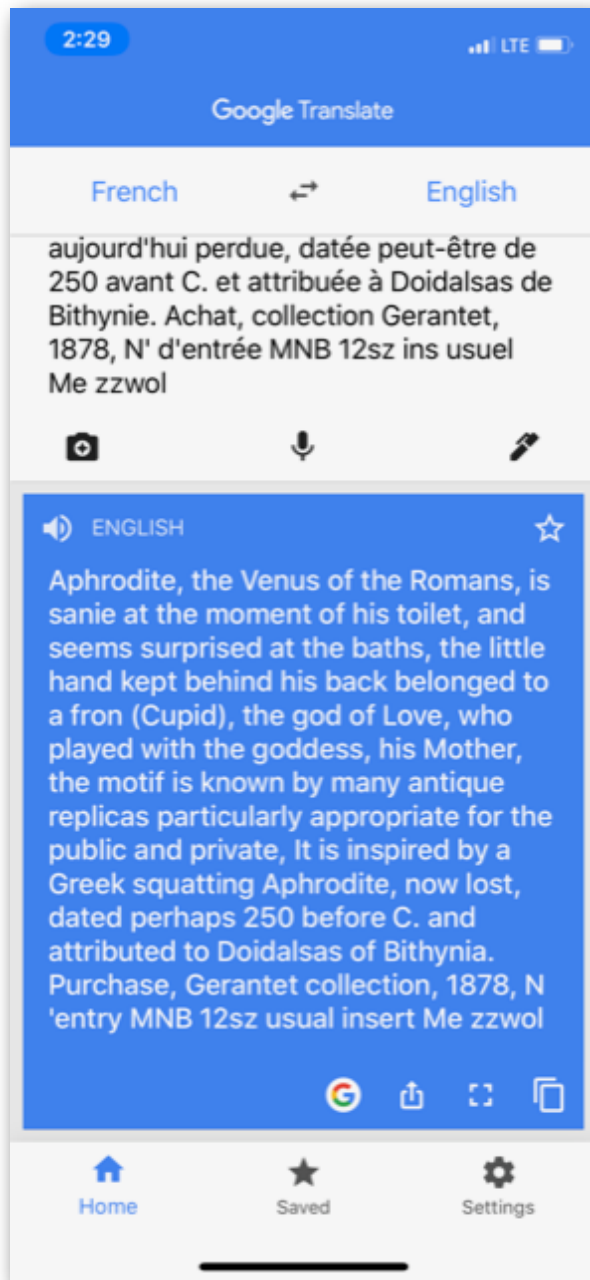 2:29
LTE
Google Translate
French
English
aujourd'hui perdue, datée peut-être de
250 avant C. et attribuée à Doidalsas de
Bithynie. Achat, collection Gerantet,
1878, N' d'entrée MNB 12sz ins usuel
Me zzwol
ENGLISH
Aphrodite, the Venus of the Romans, is
sanie at the moment of his toilet, and
seems surprised at the baths, the little
hand kept behind his back belonged to
a fron (Cupid), the god of Love, who
played with the goddess, his Mother,
the motif is known by many antique
replicas particularly appropriate for the
public and private, It is inspired by a
Greek squatting Aphrodite, now lost,
dated perhaps 250 before C. and
attributed to Doidalsas of Bithynia.
Purchase, Gerantet collection, 1878, N
'entry MNB 12sz usual insert Me zzwol
G
Home
Saved
Settings